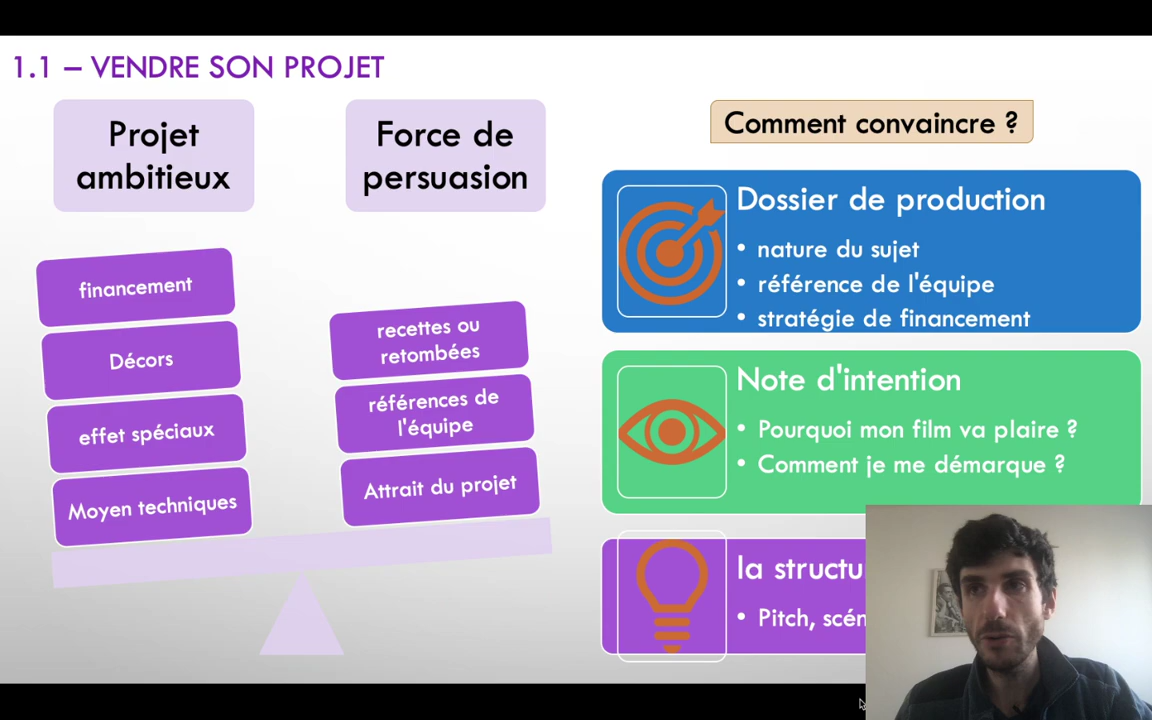 1.1 – VENDRE SON PROJET
Projet
ambitieux
financement
Décors
effet spéciaux
Moyen techniques
Force de
persuasion
recettes ou
retombées
références de
l'équipe
Attrait du projet
Comment convaincre ?
Dossier de production
• nature du sujet
• référence de l'équipe
• stratégie de financement
Note d'intention
• Pourquoi mon film va plaire ?
• Comment je me démarque ?
la
• Pitch,